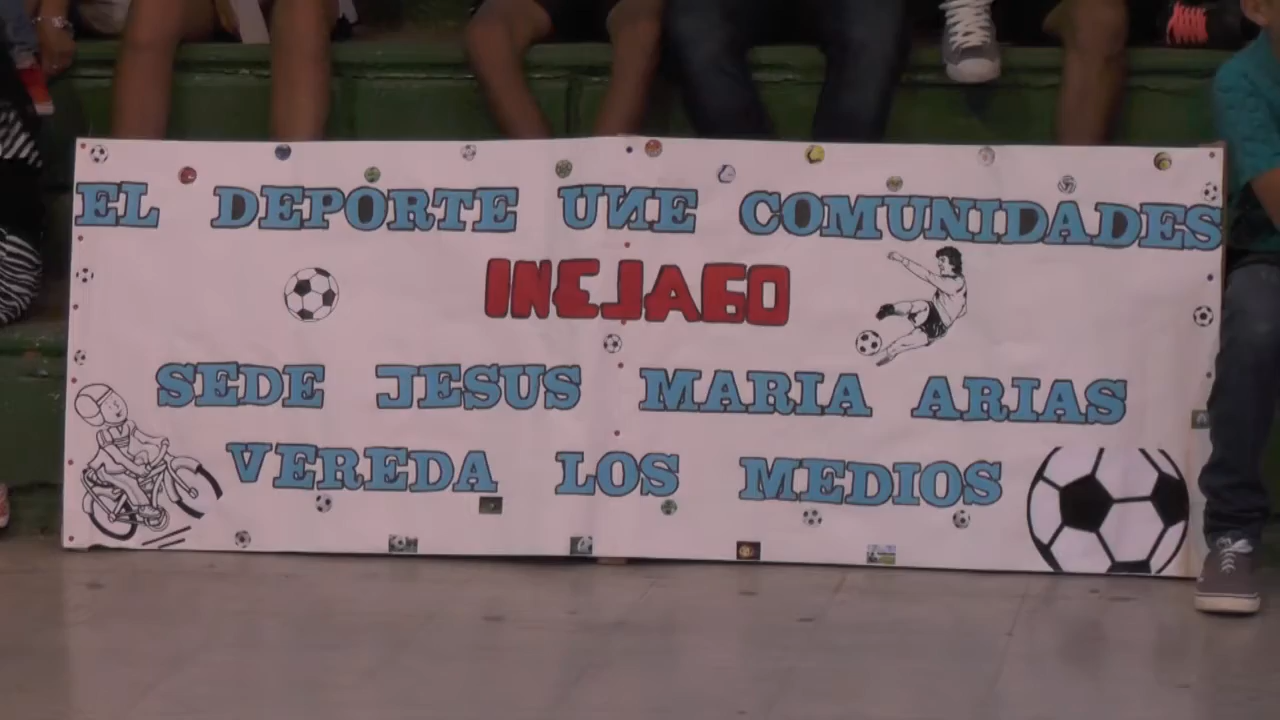 EL DEPORTE UNE COMUNIDADES
INEJAGO
SEDE JESUS MARIA ARIAS
VEREDA LOS MEDIOS